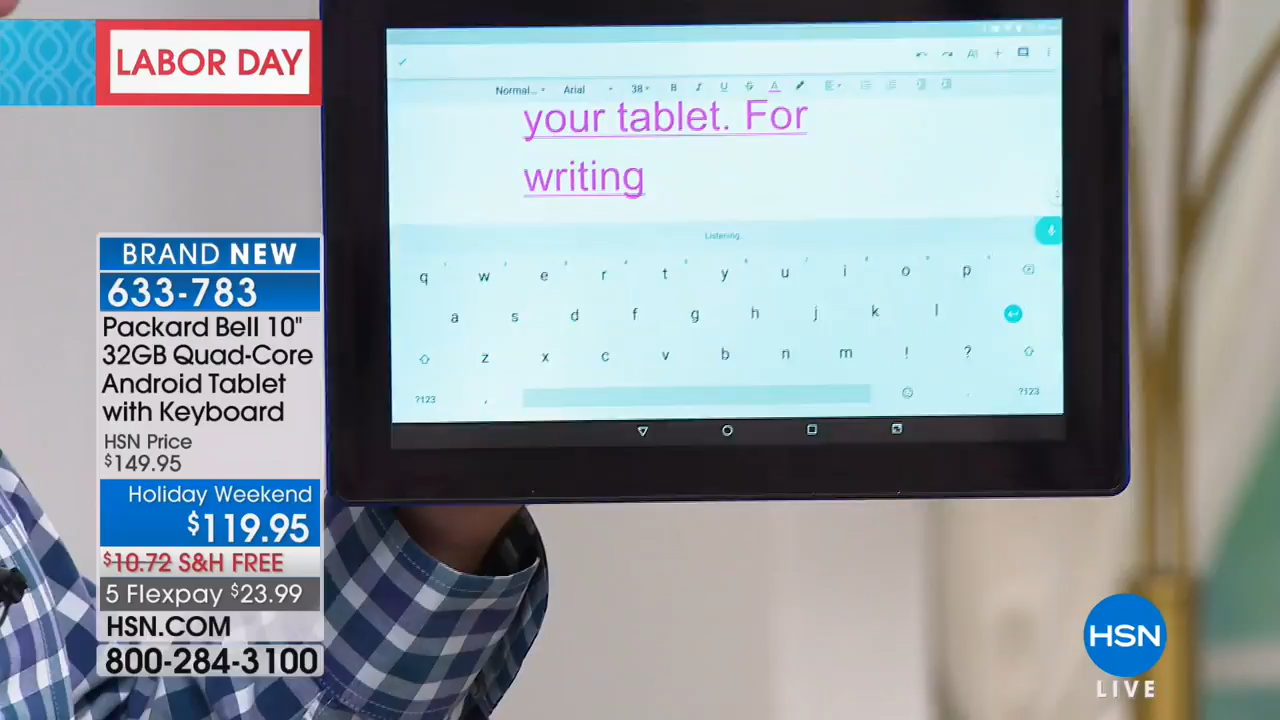 LABOR DAY
BRAND NEW
633-783
Packard Bell 10"
32GB Quad-Core
Android Tablet
with Keyboard
HSN Price
$149.95
Holiday Weekend
$119.95
$10.72 S&H FREE
5 Flexpay $23.99
HSN.COM
800-284-3100
Normal... Arial 38 B I U S A
your tablet. For
writing
Listening
q w e r t y u i o p
a s d f g h j k l
z x c v b n m ! ?
?123 , . ?123
HSN
LIVE